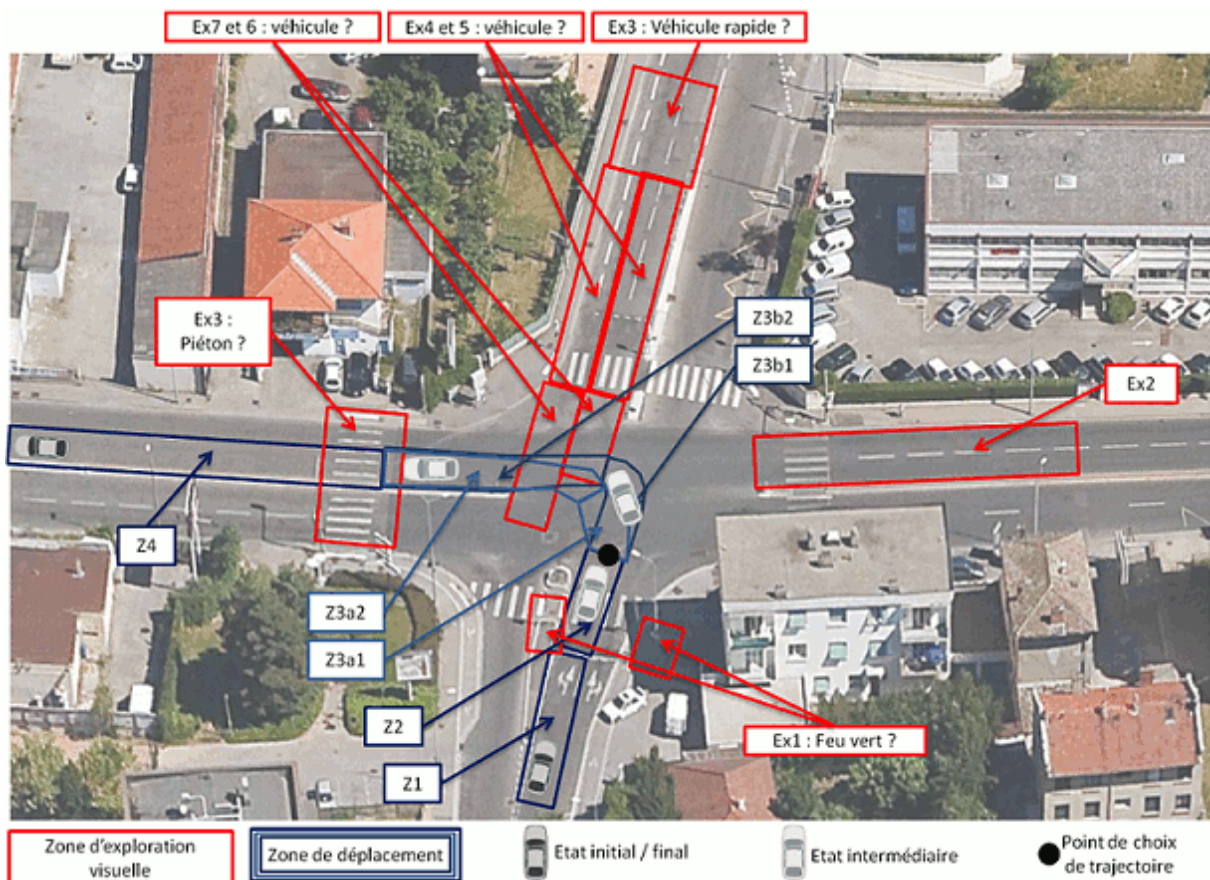 Ex7 et 6 : véhicule ?
Ex4 et 5 : véhicule ?
Ex3 : Véhicule rapide ?
Ex3 :
Piéton ?
Z3b2
Z3b1
Ex2
Z4
Z3a2
Z3a1
Z2
Z1
Ex1 : Feu vert ?
Zone d'exploration
visuelle
Zone de déplacement
Etat initial / final
Etat intermédiaire
Point de choix
de trajectoire